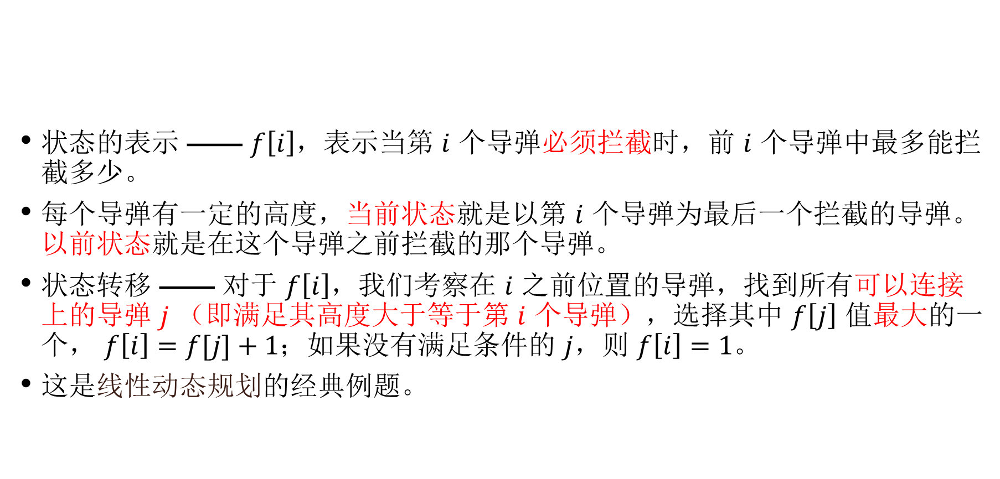 • 状态的表示 —— f[i]，表示当第 i 个导弹必须拦截时，前 i 个导弹中最多能拦
截多少。
• 每个导弹有一定的高度，当前状态就是以第 i 个导弹为最后一个拦截的导弹。
以前状态就是在这个导弹之前拦截的那个导弹。
• 状态转移 —— 对于 f[i]，我们考察在 i 之前位置的导弹，找到所有可以连接
上的导弹 j （即满足其高度大于等于第 i 个导弹），选择其中 f[j] 值最大的一
个， f[i] = f[j] + 1；如果没有满足条件的 j，则 f[i] = 1。
• 这是线性动态规划的经典例题。